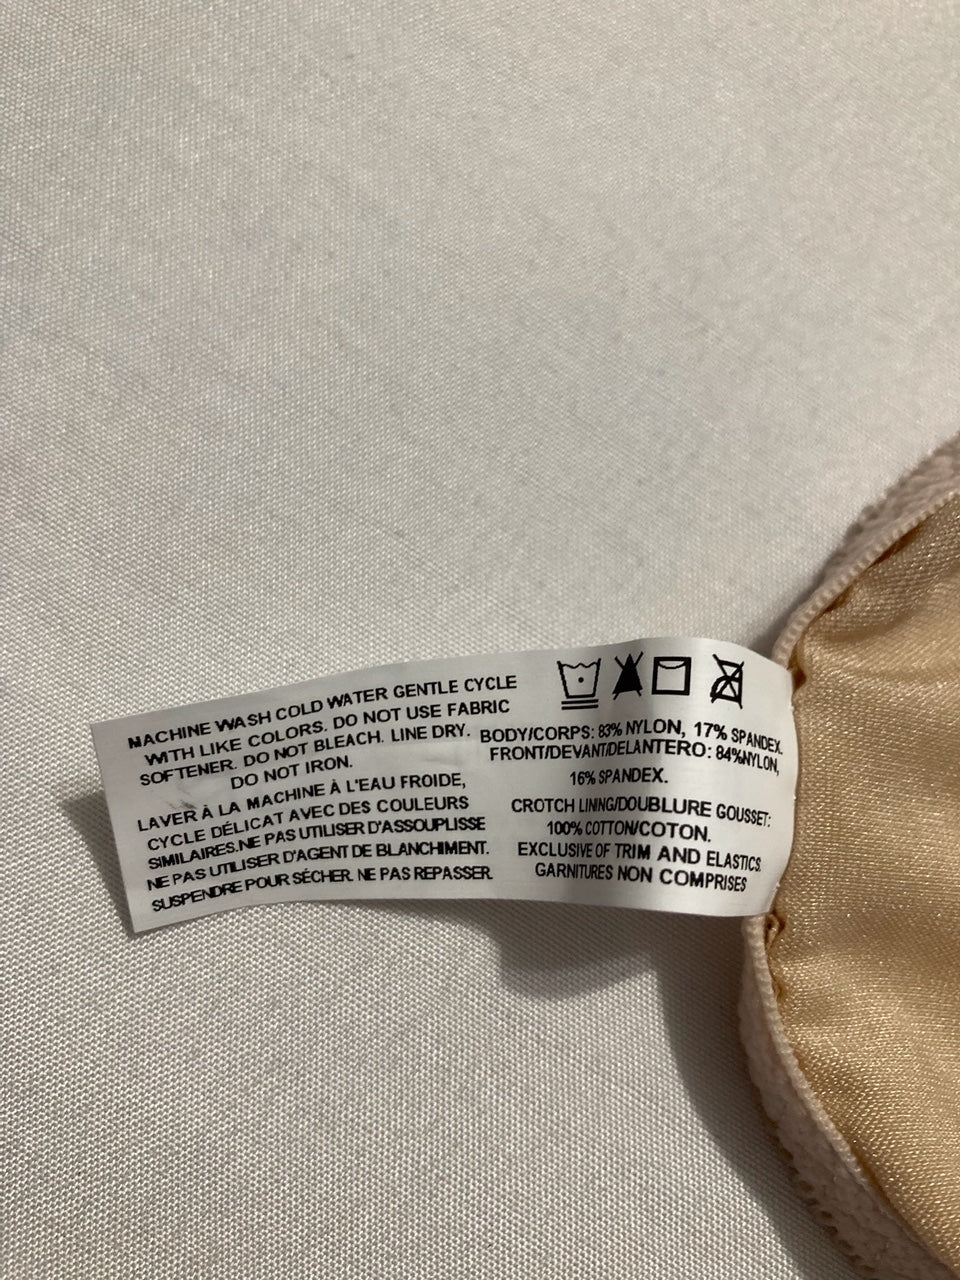 MACHINE WASH COLD WATER GENTLE CYCLE
WITH LIKE COLORS. DO NOT USE FABRIC
SOFTENER. DO NOT BLEACH. LINE DRY.
DO NOT IRON.
LAVER À LA MACHINE À L'EAU FROIDE,
CYCLE DÉLICAT AVEC DES COULEURS
SIMILAIRES.NE PAS UTILISER D'ASSOUPLISSE
NE PAS UTILISER D'AGENT DE BLANCHIMENT.
SUSPENDRE POUR SÉCHER. NE PAS REPASSER.
BODY/CORPS: 83% NYLON, 17% SPANDEX.
FRONT/DEVANT/DELANTERO: 84%NYLON,
16% SPANDEX.
CROTCH LINING/DOUBLURE GOUSSET:
100% COTTON/COTON.
EXCLUSIVE OF TRIM AND ELASTICS.
GARNITURES NON COMPRISES